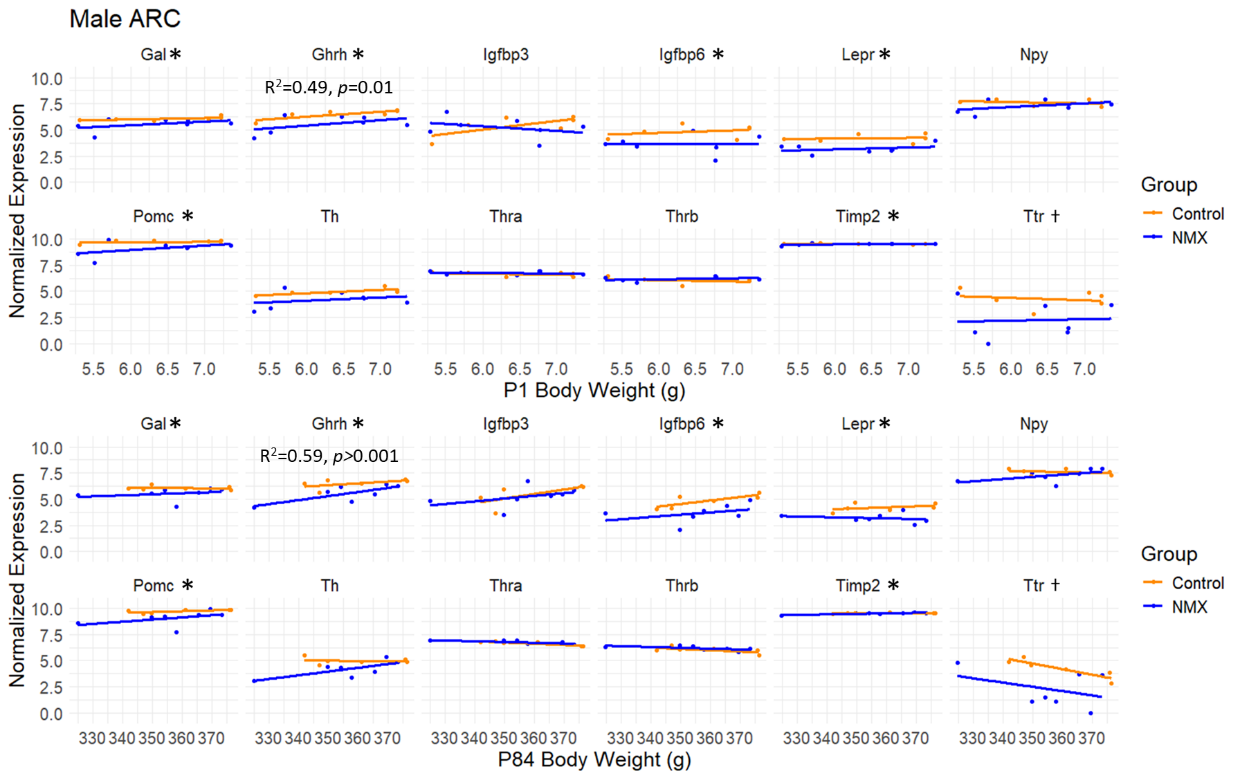 Male ARC
Gal * Ghrh * Igfbp3 Igfbp6 * Lepr * Npy
R²=0.49, p=0.01
10.0
7.5
5.0
2.5
0.0
Pomc * Th Thra Thrb Timp2 * Ttr †
10.0
7.5
5.0
2.5
0.0
Normalized Expression
5.5 6.0 6.5 7.0 5.5 6.0 6.5 7.0 5.5 6.0 6.5 7.0 5.5 6.0 6.5 7.0 5.5 6.0 6.5 7.0 5.5 6.0 6.5 7.0
P1 Body Weight (g)
Group
Control
NMX
Gal * Ghrh * Igfbp3 Igfbp6 * Lepr * Npy
R²=0.59, p>0.001
10.0
7.5
5.0
2.5
0.0
Pomc * Th Thra Thrb Timp2 * Ttr †
10.0
7.5
5.0
2.5
0.0
Normalized Expression
330 340 350 360 370 330 340 350 360 370 330 340 350 360 370 330 340 350 360 370 330 340 350 360 370 330 340 350 360 370
P84 Body Weight (g)
Group
Control
NMX